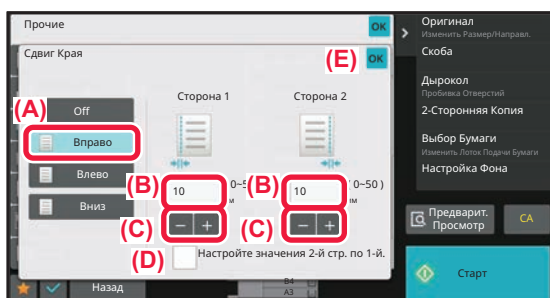 Прочие
OK
Сдвиг Края
(E)
OK
(A)
Off
Вправо
Влево
Вниз
Сторона 1
Сторона 2
(B)
10
(B)
10
0~50 )
(C)
− +
(C)
− +
(D)
Настройте значения 2-й стр. по 1-й.
Назад
B4
A3
Оригинал
Изменить Размер/Направл.
Скоба
Дырокол
Пробивка Отверстий
2-Сторонняя Копия
Выбор Бумаги
Изменить Лоток Подачи Бумаги
Настройка Фона
Предварит.
Просмотр
CA
Старт